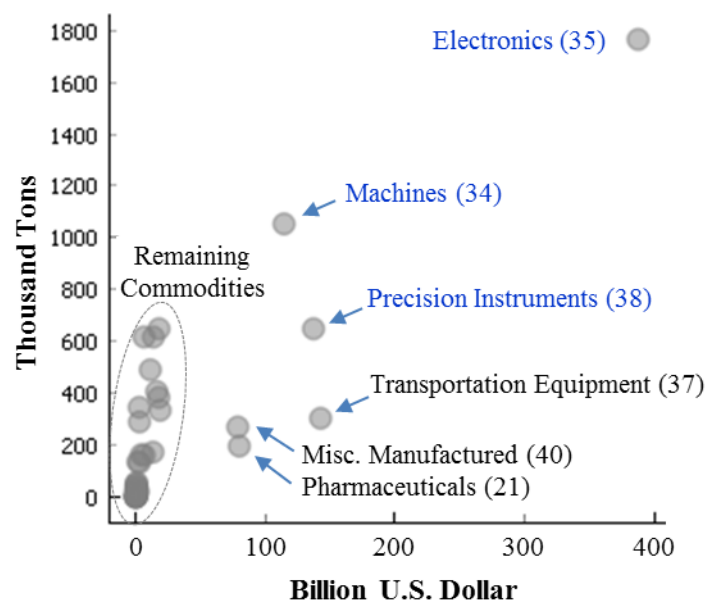 1800
Electronics (35)
1600
1400
1200
Machines (34)
1000
Remaining
Commodities
800
Precision Instruments (38)
600
Transportation Equipment (37)
400
200
Misc. Manufactured (40)
Pharmaceuticals (21)
0
Thousand Tons
0 100 200 300 400
Billion U.S. Dollar